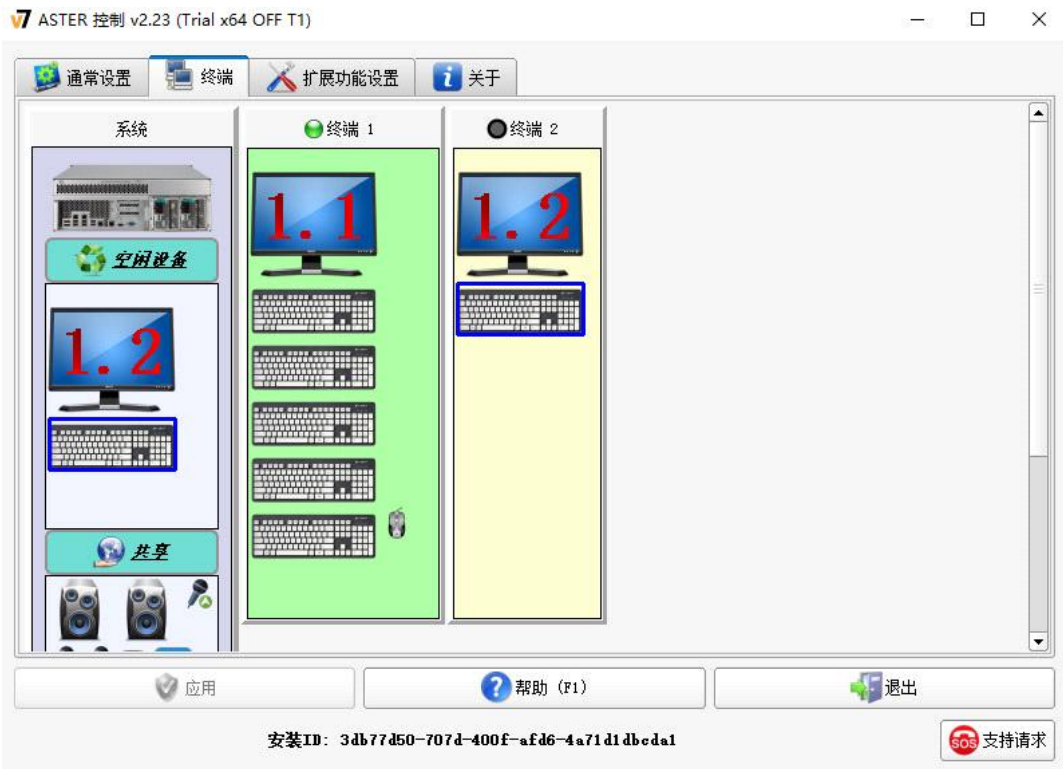 ASTER 控制 v2.23 (Trial x64 OFF T1)
通常设置 终端 扩展功能设置 关于
系统 终端 1 终端 2
1.1 1.2
空闲设备
1.2
共享
应用 帮助 (F1) 退出
安装ID: 3db77d50-707d-400f-afd6-4a71d1dbcda1
SOS 支持请求